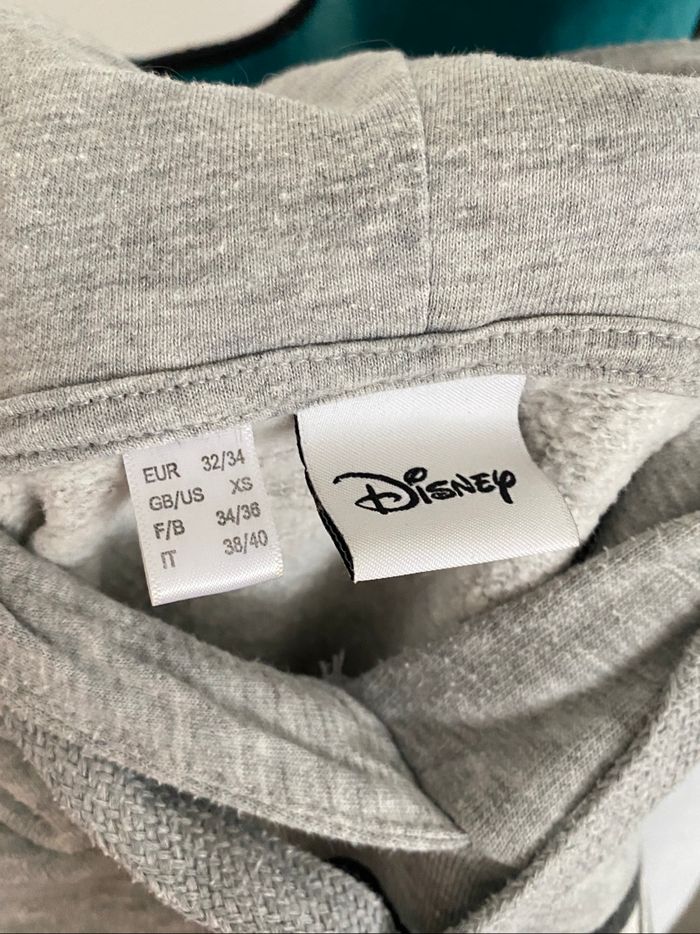 EUR 32/34
GB/US XS
F/B 34/36
IT 38/40
Disney